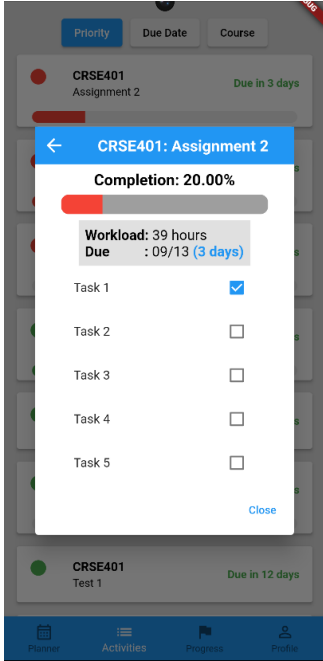 UG
Priority
Due Date
Course
CRSE401
Assignment 2
Due in 3 days
CRSE401: Assignment 2
Completion: 20.00%
Workload: 39 hours
Due : 09/13 (3 days)
Task 1
Task 2
Task 3
Task 4
Task 5
Close
s
s
s
s
s
CRSE401
Test 1
Due in 12 days
Planner
Activities
Progress
Profile